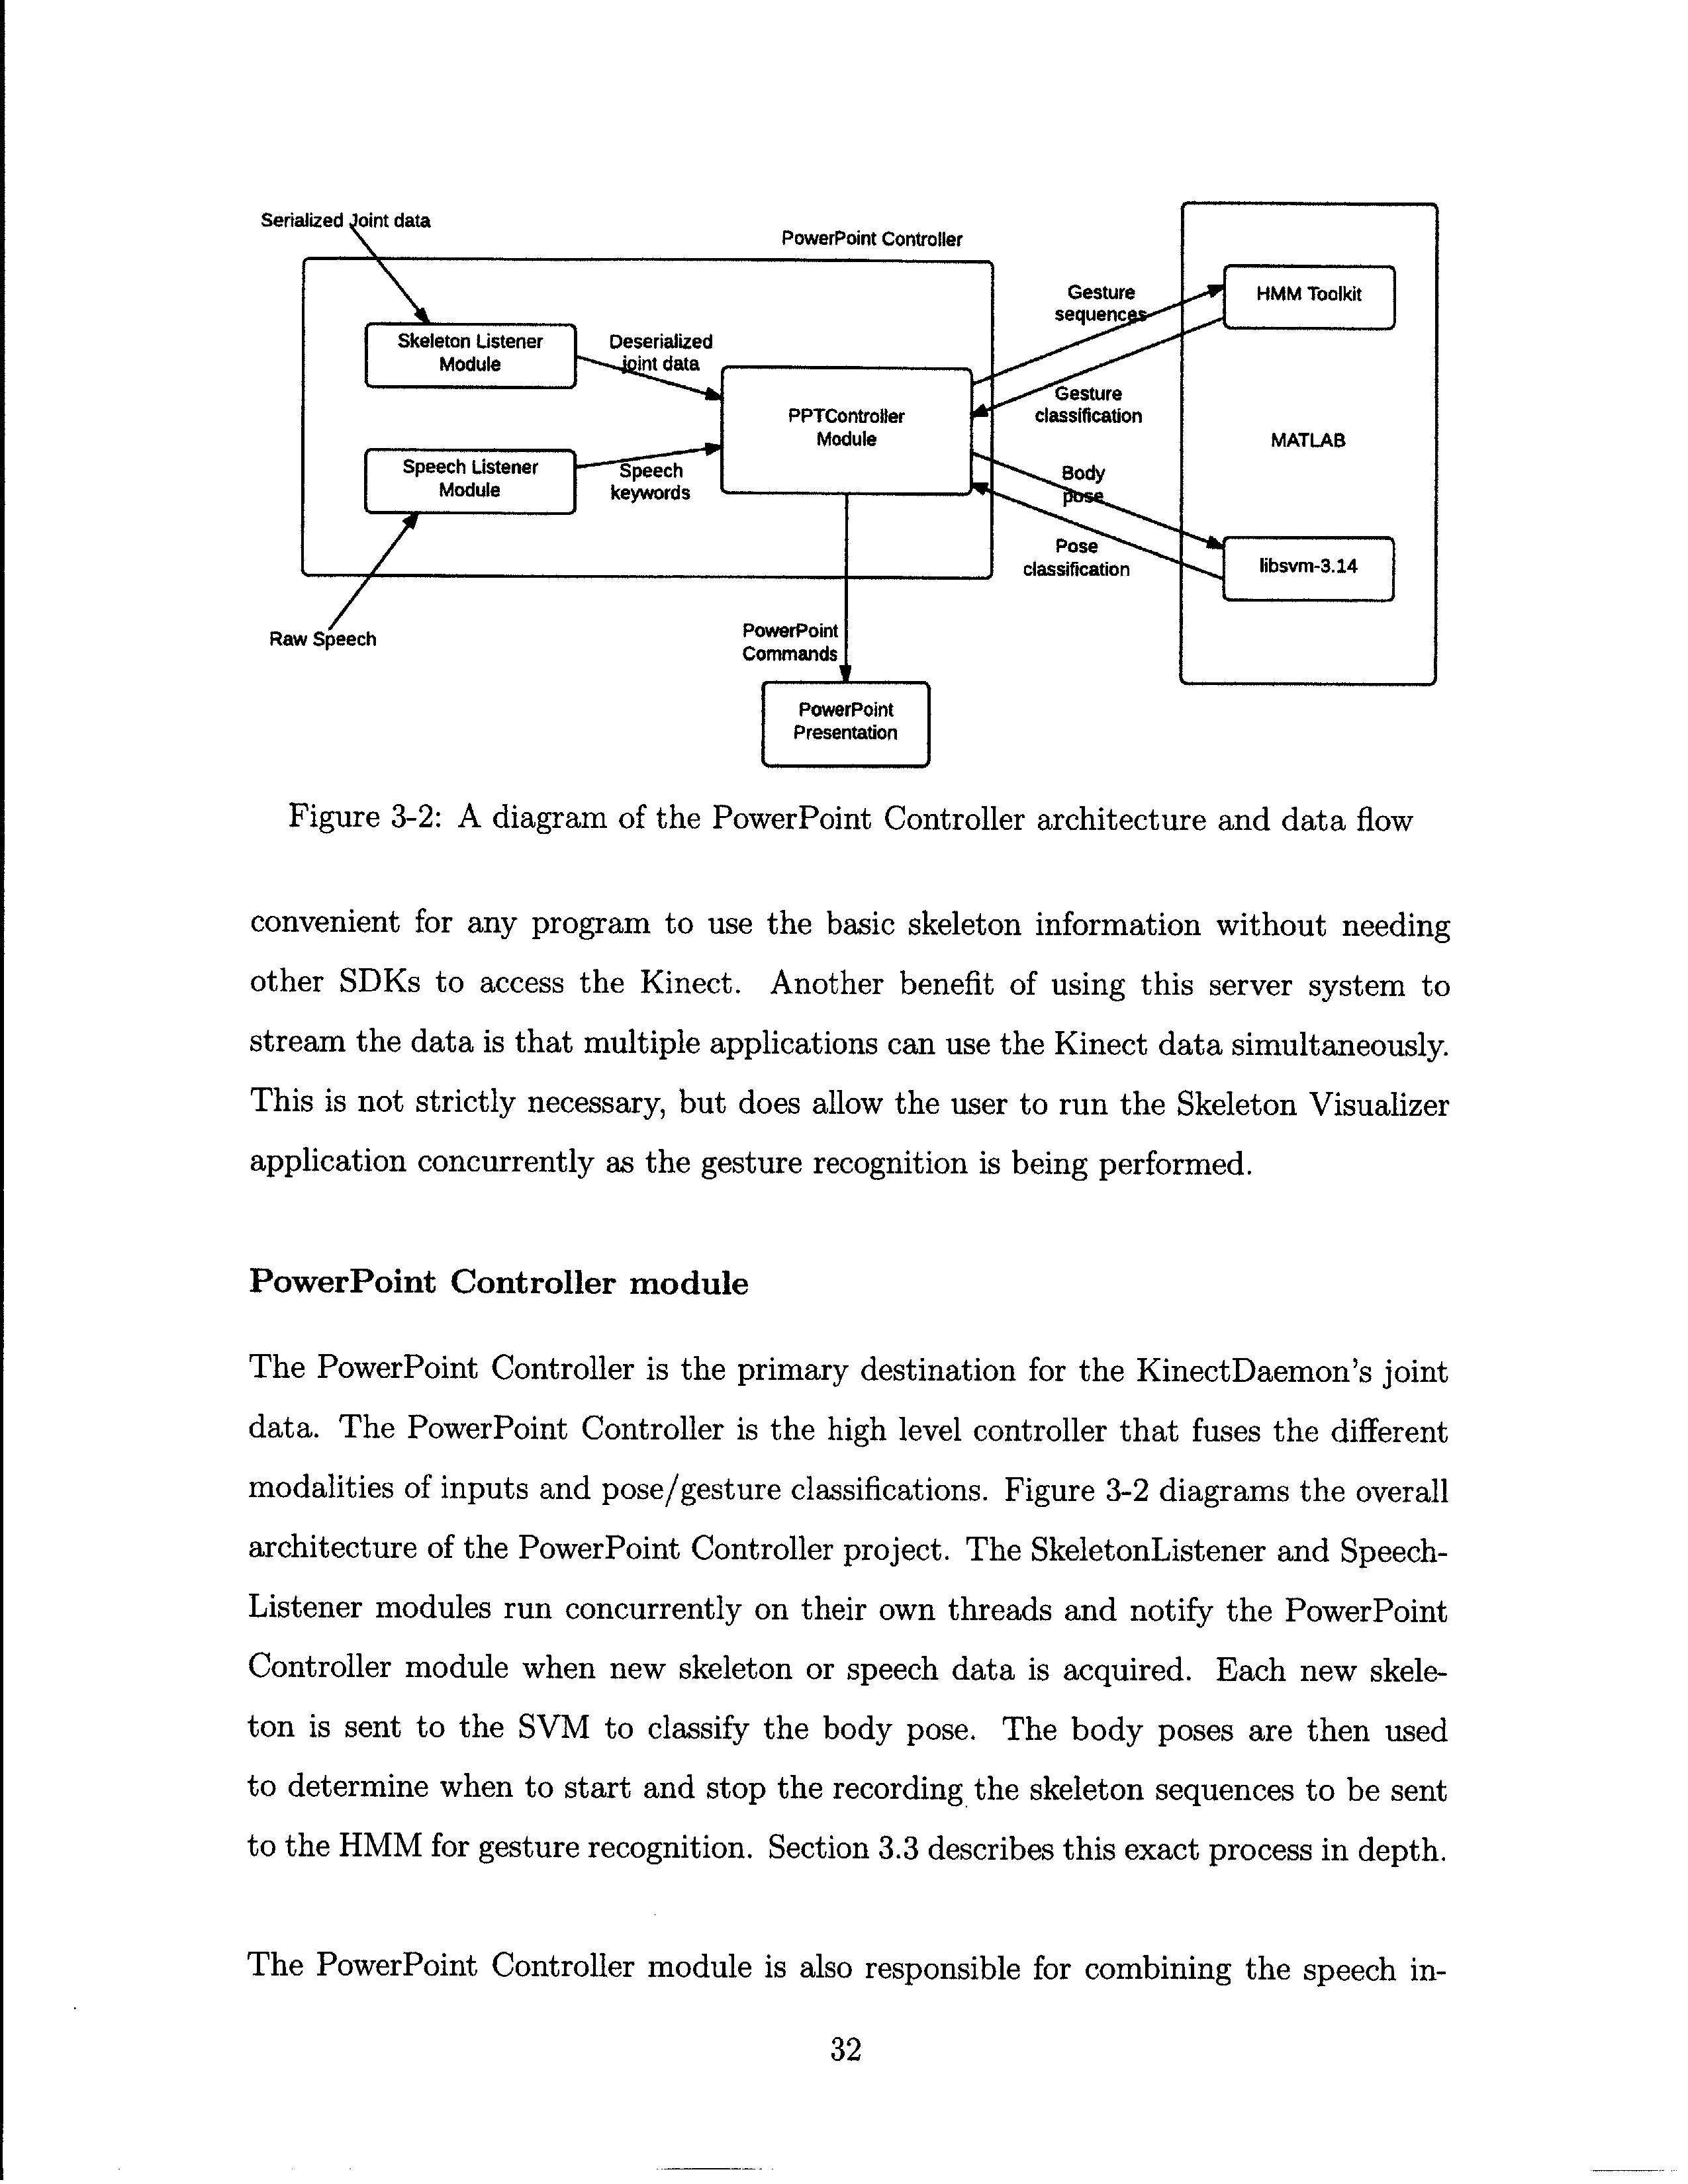 Serialized Joint data
PowerPoint Controller
Skeleton Listener
Module
Deserialized
joint data
Speech Listener
Module
Speech
keywords
PPTController
Module
Raw Speech
Gesture
sequences
Gesture
classification
Body
pose
Pose
classification
HMM Toolkit
MATLAB
libsvm-3.14
PowerPoint
Commands
PowerPoint
Presentation
Figure 3-2: A diagram of the PowerPoint Controller architecture and data flow
convenient for any program to use the basic skeleton information without needing
other SDKs to access the Kinect. Another benefit of using this server system to
stream the data is that multiple applications can use the Kinect data simultaneously.
This is not strictly necessary, but does allow the user to run the Skeleton Visualizer
application concurrently as the gesture recognition is being performed.
PowerPoint Controller module
The PowerPoint Controller is the primary destination for the KinectDaemon's joint
data. The PowerPoint Controller is the high level controller that fuses the different
modalities of inputs and pose/gesture classifications. Figure 3-2 diagrams the overall
architecture of the PowerPoint Controller project. The SkeletonListener and Speech-
Listener modules run concurrently on their own threads and notify the PowerPoint
Controller module when new skeleton or speech data is acquired. Each new skele-
ton is sent to the SVM to classify the body pose. The body poses are then used
to determine when to start and stop the recording the skeleton sequences to be sent
to the HMM for gesture recognition. Section 3.3 describes this exact process in depth.
The PowerPoint Controller module is also responsible for combining the speech in-
32